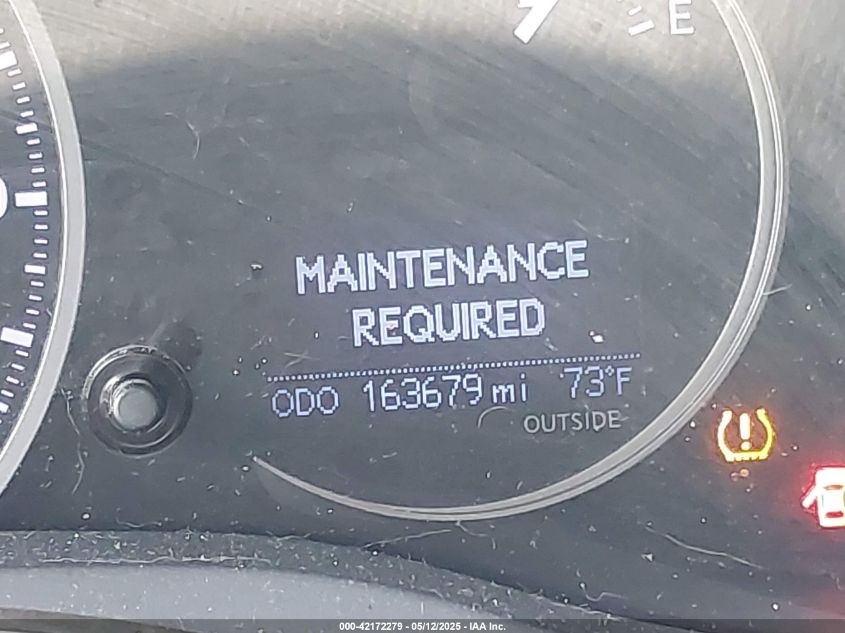 E
MAINTENANCE
REQUIRED
ODO 163679 mi 73°F
OUTSIDE
000-42172279 - 05/12/2025 - IAA Inc.